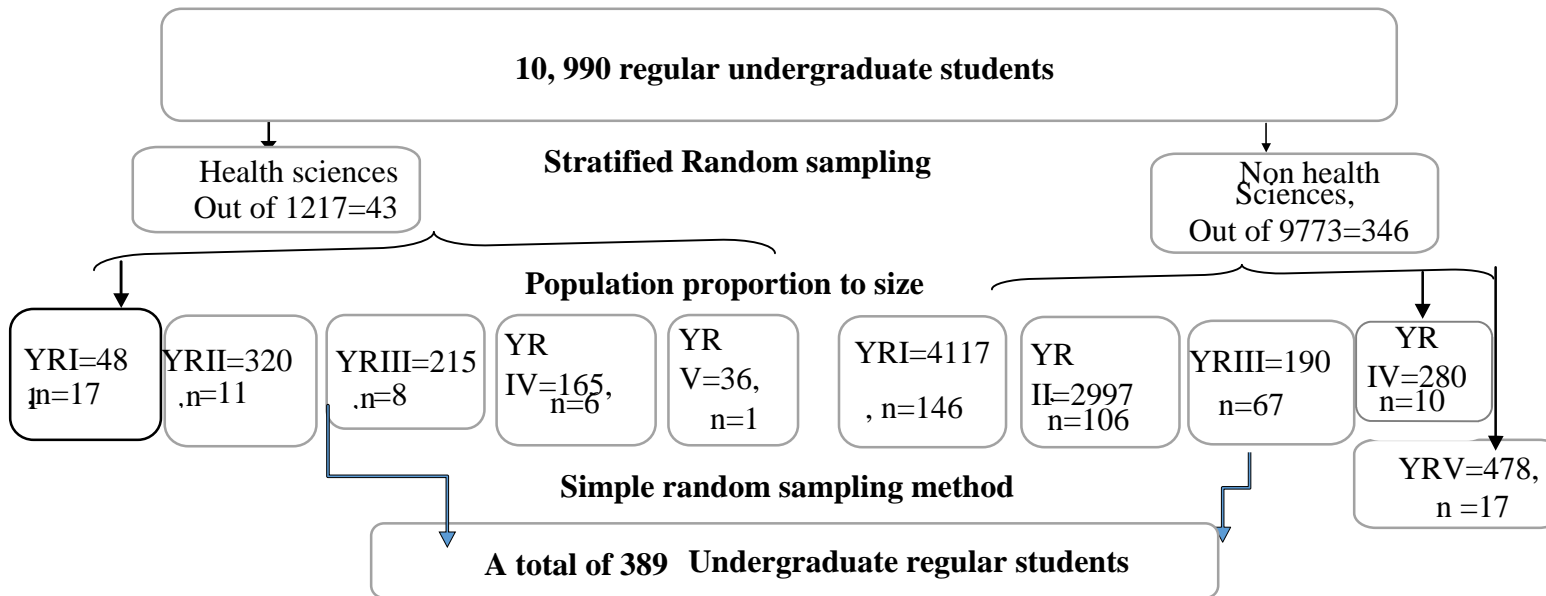 10, 990 regular undergraduate students
Stratified Random sampling
Health sciences
Out of 1217=43
Non health
Sciences,
Out of 9773=346
Population proportion to size
YRI=48
n=17
YRII=320
,n=11
YRIII=215
,n=8
YR
IV=165,
n=6
YR
V=36,
n=1
YRI=4117
, n=146
YR
II=2997
n=106
YRIII=190
n=67
YR
IV=280
n=10
YRV=478,
n =17
Simple random sampling method
A total of 389 Undergraduate regular students